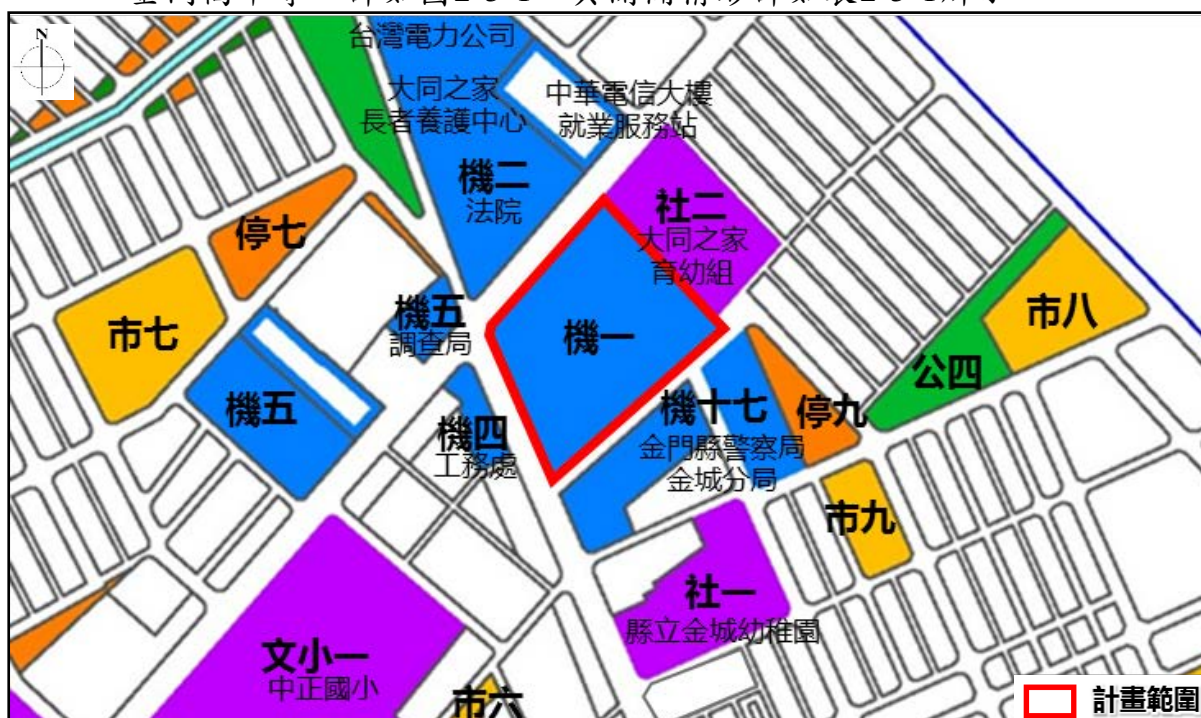 N
台灣電力公司
大同之家
長者養護中心
中華電信大樓
就業服務站
機二
法院
社二
大同之家
育幼組
停七
機五
調查局
市七
機一
市八
公四
機五
機四
工務處
機十七
金門縣警察局
金城分局
停九
市九
社一
縣立金城幼稚園
文小一
中正國小
市六
計畫範圍